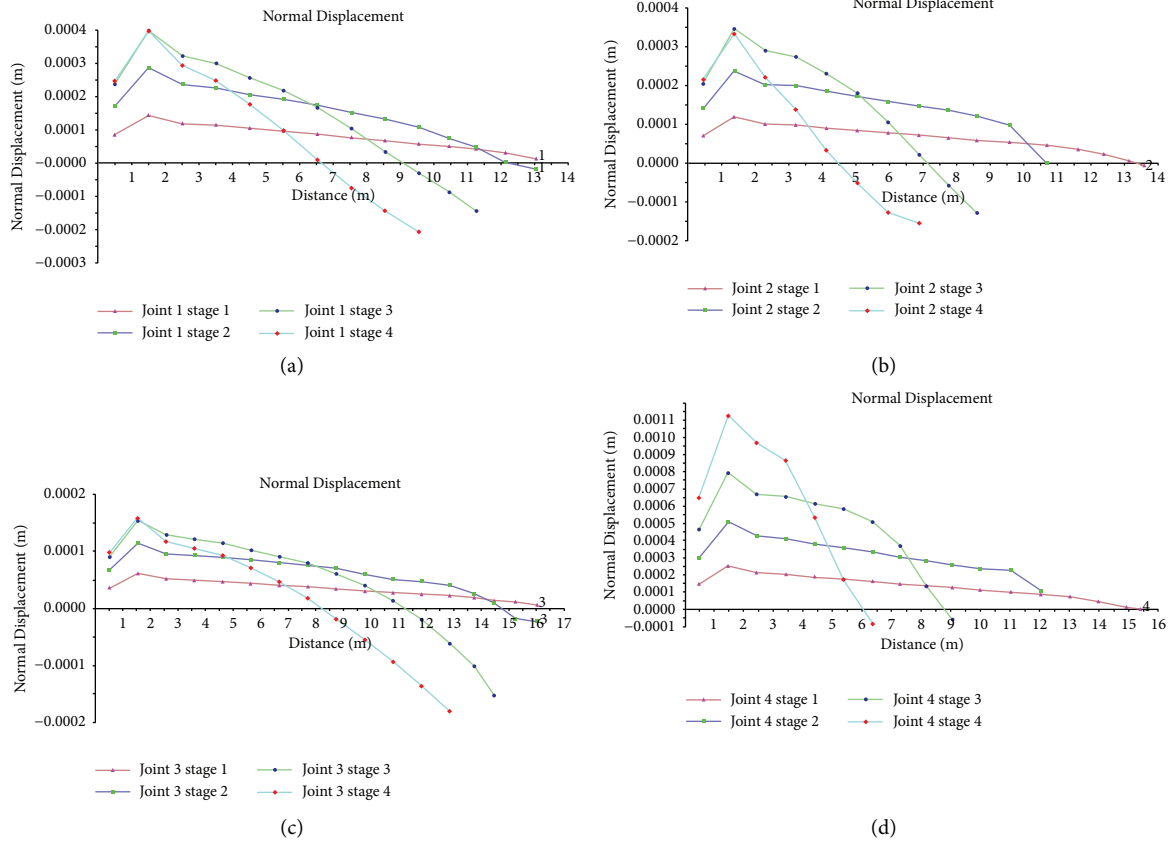 Normal Displacement
Normal Displacement (m)
0.0004
0.0003
0.0002
0.0001
−0.0000
−0.0001
−0.0002
−0.0003
1
1
1 2 3 4 5 6 7 8 9 10 11 12 13 14
Distance (m)
Joint 1 stage 1
Joint 1 stage 3
Joint 1 stage 2
Joint 1 stage 4
(a)
Normal Displacement
Normal Displacement (m)
0.0004
0.0003
0.0002
0.0001
0.0000
−0.0001
−0.0002
2
1 2 3 4 5 6 7 8 9 10 11 12 13 14
Distance (m)
Joint 2 stage 1
Joint 2 stage 3
Joint 2 stage 2
Joint 2 stage 4
(b)
Normal Displacement
Normal Displacement (m)
0.0002
0.0001
0.0000
−0.0001
−0.0002
3
3
1 2 3 4 5 6 7 8 9 10 11 12 13 14 15 16 17
Distance (m)
Joint 3 stage 1
Joint 3 stage 3
Joint 3 stage 2
Joint 3 stage 4
(c)
Normal Displacement
Normal Displacement (m)
0.0011
0.0010
0.0008
0.0007
0.0005
0.0004
0.0003
0.0002
0.0001
0.0000
−0.0001
4
1 2 3 4 5 6 7 8 9 10 11 12 13 14 15 16
Distance (m)
Joint 4 stage 1
Joint 4 stage 3
Joint 4 stage 2
Joint 4 stage 4
(d)